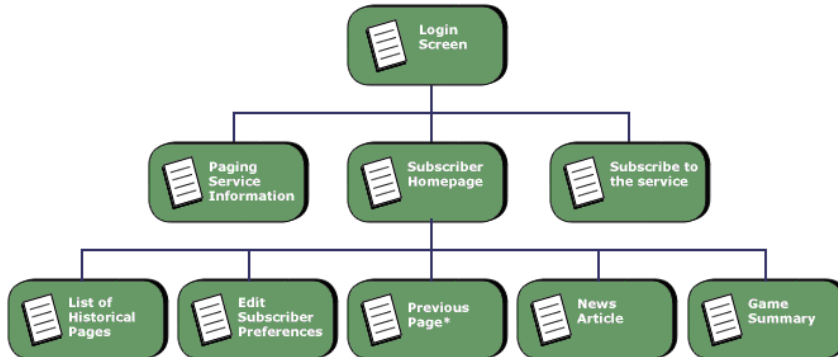 Login
Screen
Paging
Service
Information
Subscriber
Homepage
Subscribe to
the service
List of
Historical
Pages
Edit
Subscriber
Preferences
Previous
Page*
News
Article
Game
Summary